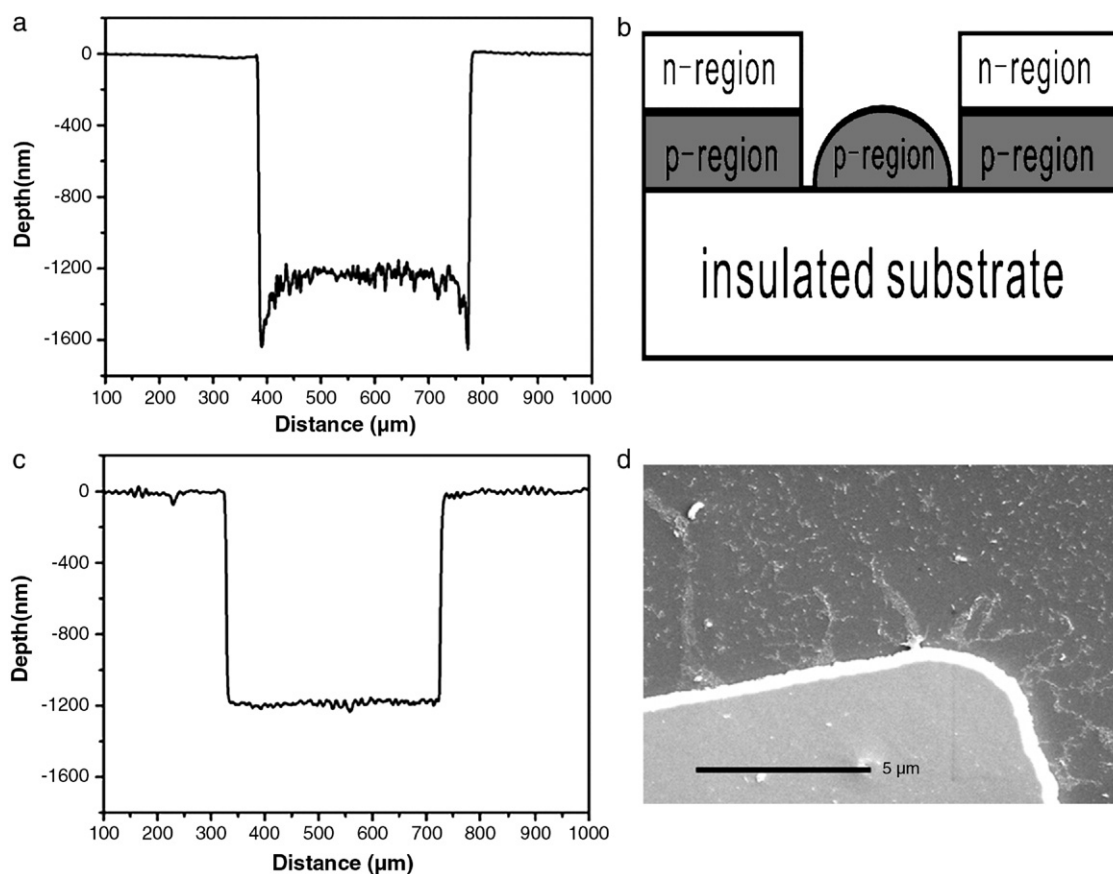 a
0
-400
-800
-1200
-1600
Depth(nm)
100 200 300 400 500 600 700 800 900 1000
Distance (µm)
b
n-region
n-region
p-region
p-region
p-region
insulated substrate
c
0
-400
-800
-1200
-1600
Depth(nm)
100 200 300 400 500 600 700 800 900 1000
Distance (µm)
d
5 µm